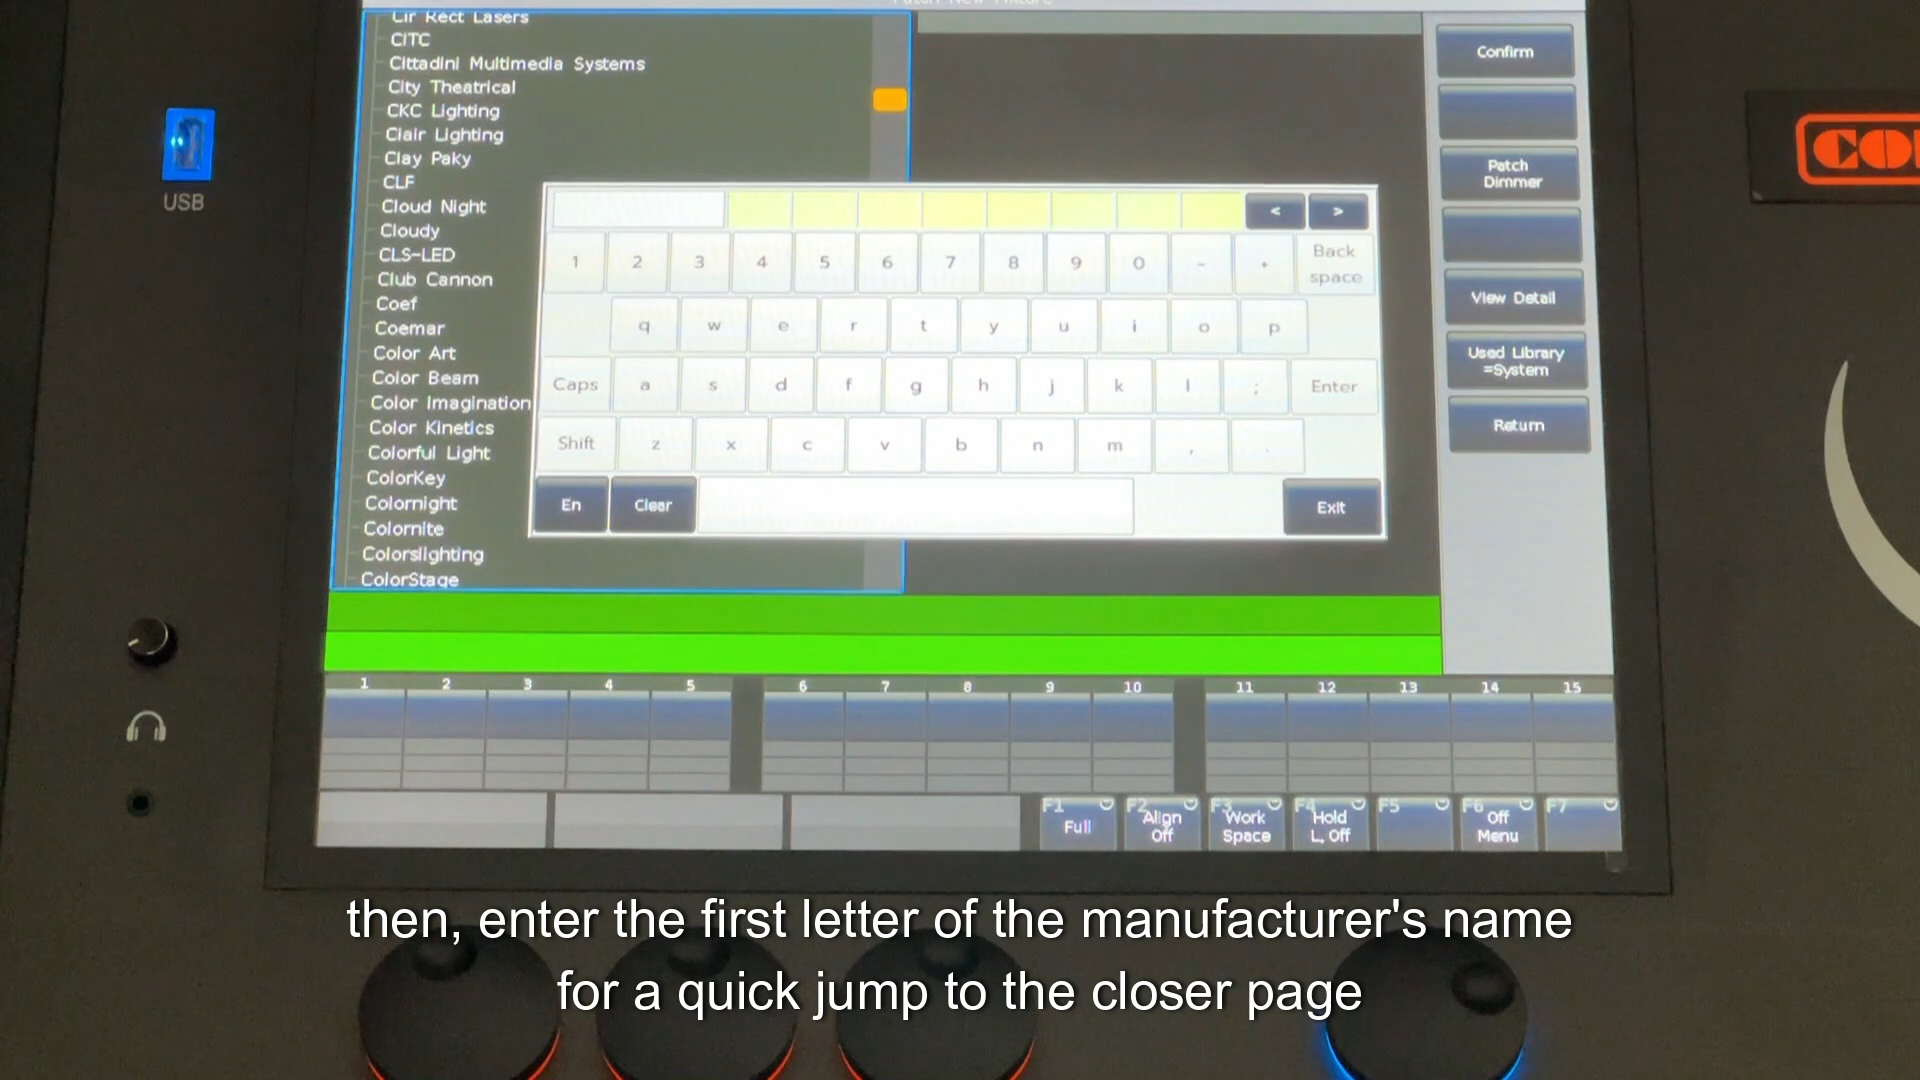 Patch New Fixture
Cir Rect Lasers
CITC
Cittadini Multimedia Systems
City Theatrical
CKC Lighting
Clair Lighting
Clay Paky
CLF
Cloud Night
Cloudy
CLS-LED
Club Cannon
Coef
Coemar
Color Art
Color Beam
Color Imagination
Color Kinetics
Colorful Light
ColorKey
Colornight
Colornite
Colorslighting
ColorStage
USB
< >
1 2 3 4 5 6 7 8 9 0 - Back space
q w e r t y u i o p
Caps a s d f g h j k l ; Enter
Shift z x c v b n m , .
En Clear Exit
Confirm
Patch
Dimmer
View Detail
Used Library
=System
Return
1 2 3 4 5 6 7 8 9 10 11 12 13 14 15
F1 Full
F2 Align Off
F3 Work Space
F4 Hold L, Off
F5
F6 Off Menu
F7
then, enter the first letter of the manufacturer's name
for a quick jump to the closer page